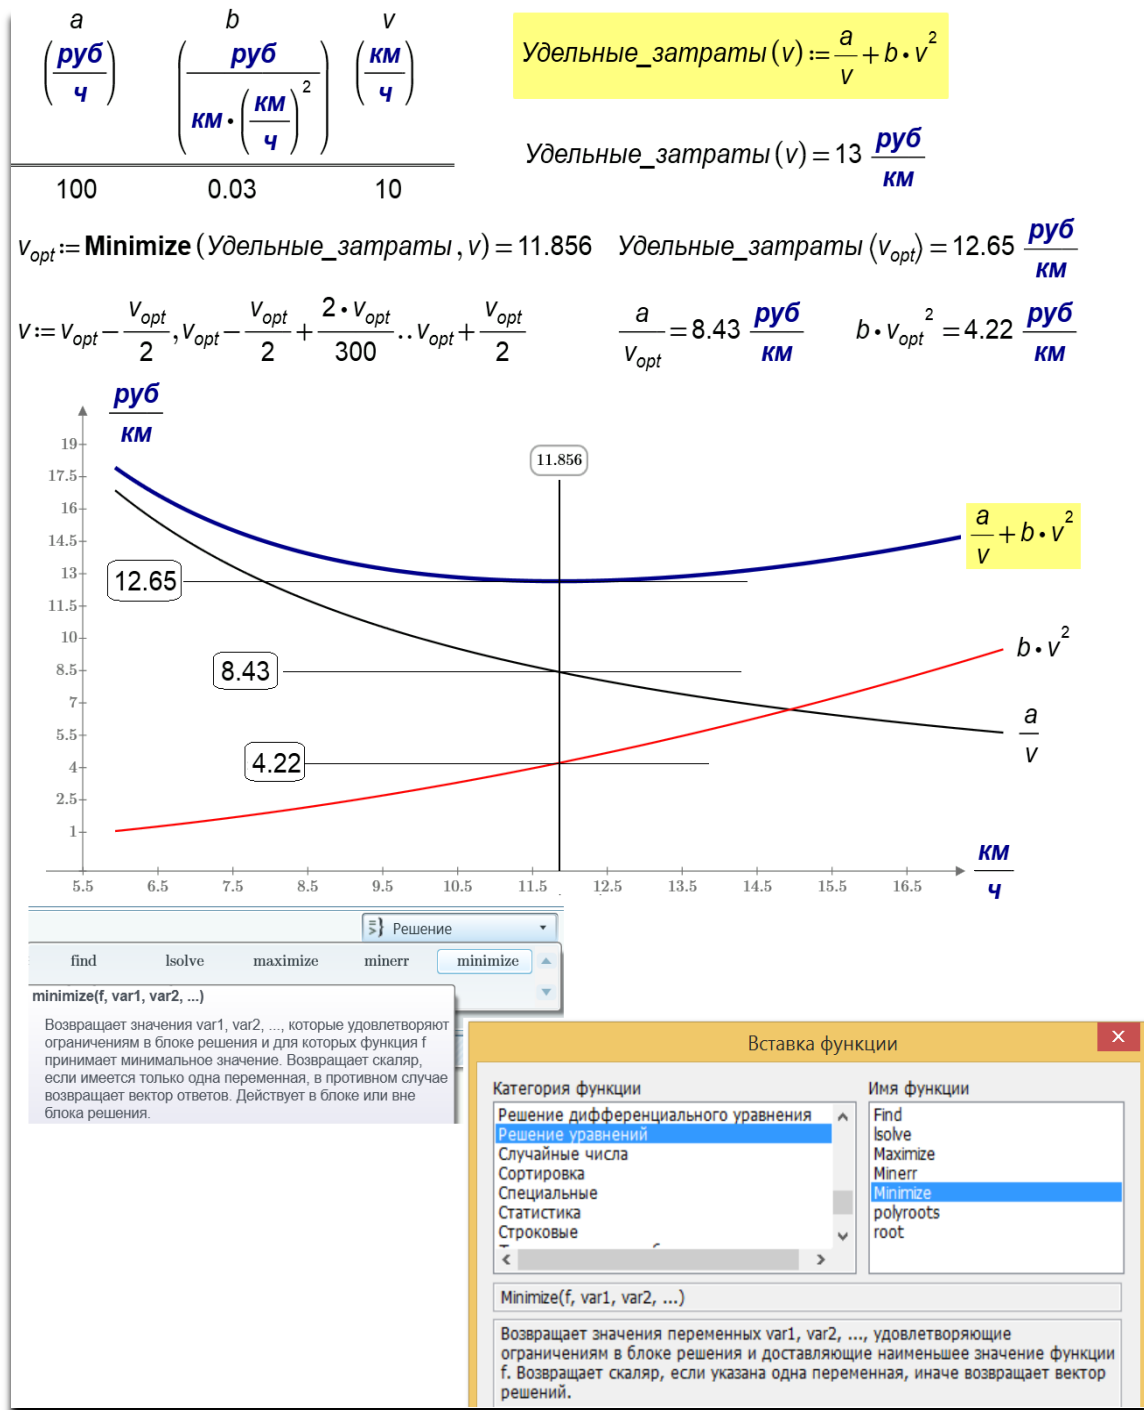 a b v
(руб/ч) (руб/(км·(км/ч)²)) (км/ч)
100 0.03 10
Удельные_затраты(v):=a/v+b·v²
Удельные_затраты(v)=13 руб/км
v_opt:=Minimize(Удельные_затраты,v)=11.856 Удельные_затраты(v_opt)=12.65 руб/км
v:=v_opt−v_opt/2,v_opt−v_opt/2+2·v_opt/300..v_opt+v_opt/2 a/v_opt=8.43 руб/км b·v_opt²=4.22 руб/км
руб/км
19
17.5
16
14.5
13
11.5
10
8.5
7
5.5
4
2.5
1
11.856
12.65
8.43
4.22
a/v+b·v²
b·v²
a/v
км/ч
5.5 6.5 7.5 8.5 9.5 10.5 11.5 12.5 13.5 14.5 15.5 16.5
Решение
find lsolve maximize minerr minimize
minimize(f, var1, var2, ...)
Возвращает значения var1, var2, ..., которые удовлетворяют
ограничениям в блоке решения и для которых функция f
принимает минимальное значение. Возвращает скаляр,
если имеется только одна переменная, в противном случае
возвращает вектор ответов. Действует в блоке или вне
блока решения.
Вставка функции
Категория функции
Решение дифференциального уравнения
Решение уравнений
Случайные числа
Сортировка
Специальные
Статистика
Строковые
Имя функции
Find
lsolve
Maximize
Minerr
Minimize
polyroots
root
Minimize(f, var1, var2, ...)
Возвращает значения переменных var1, var2, ..., удовлетворяющие
ограничениям в блоке решения и доставляющие наименьшее значение функции
f. Возвращает скаляр, если указана одна переменная, иначе возвращает вектор
решений.